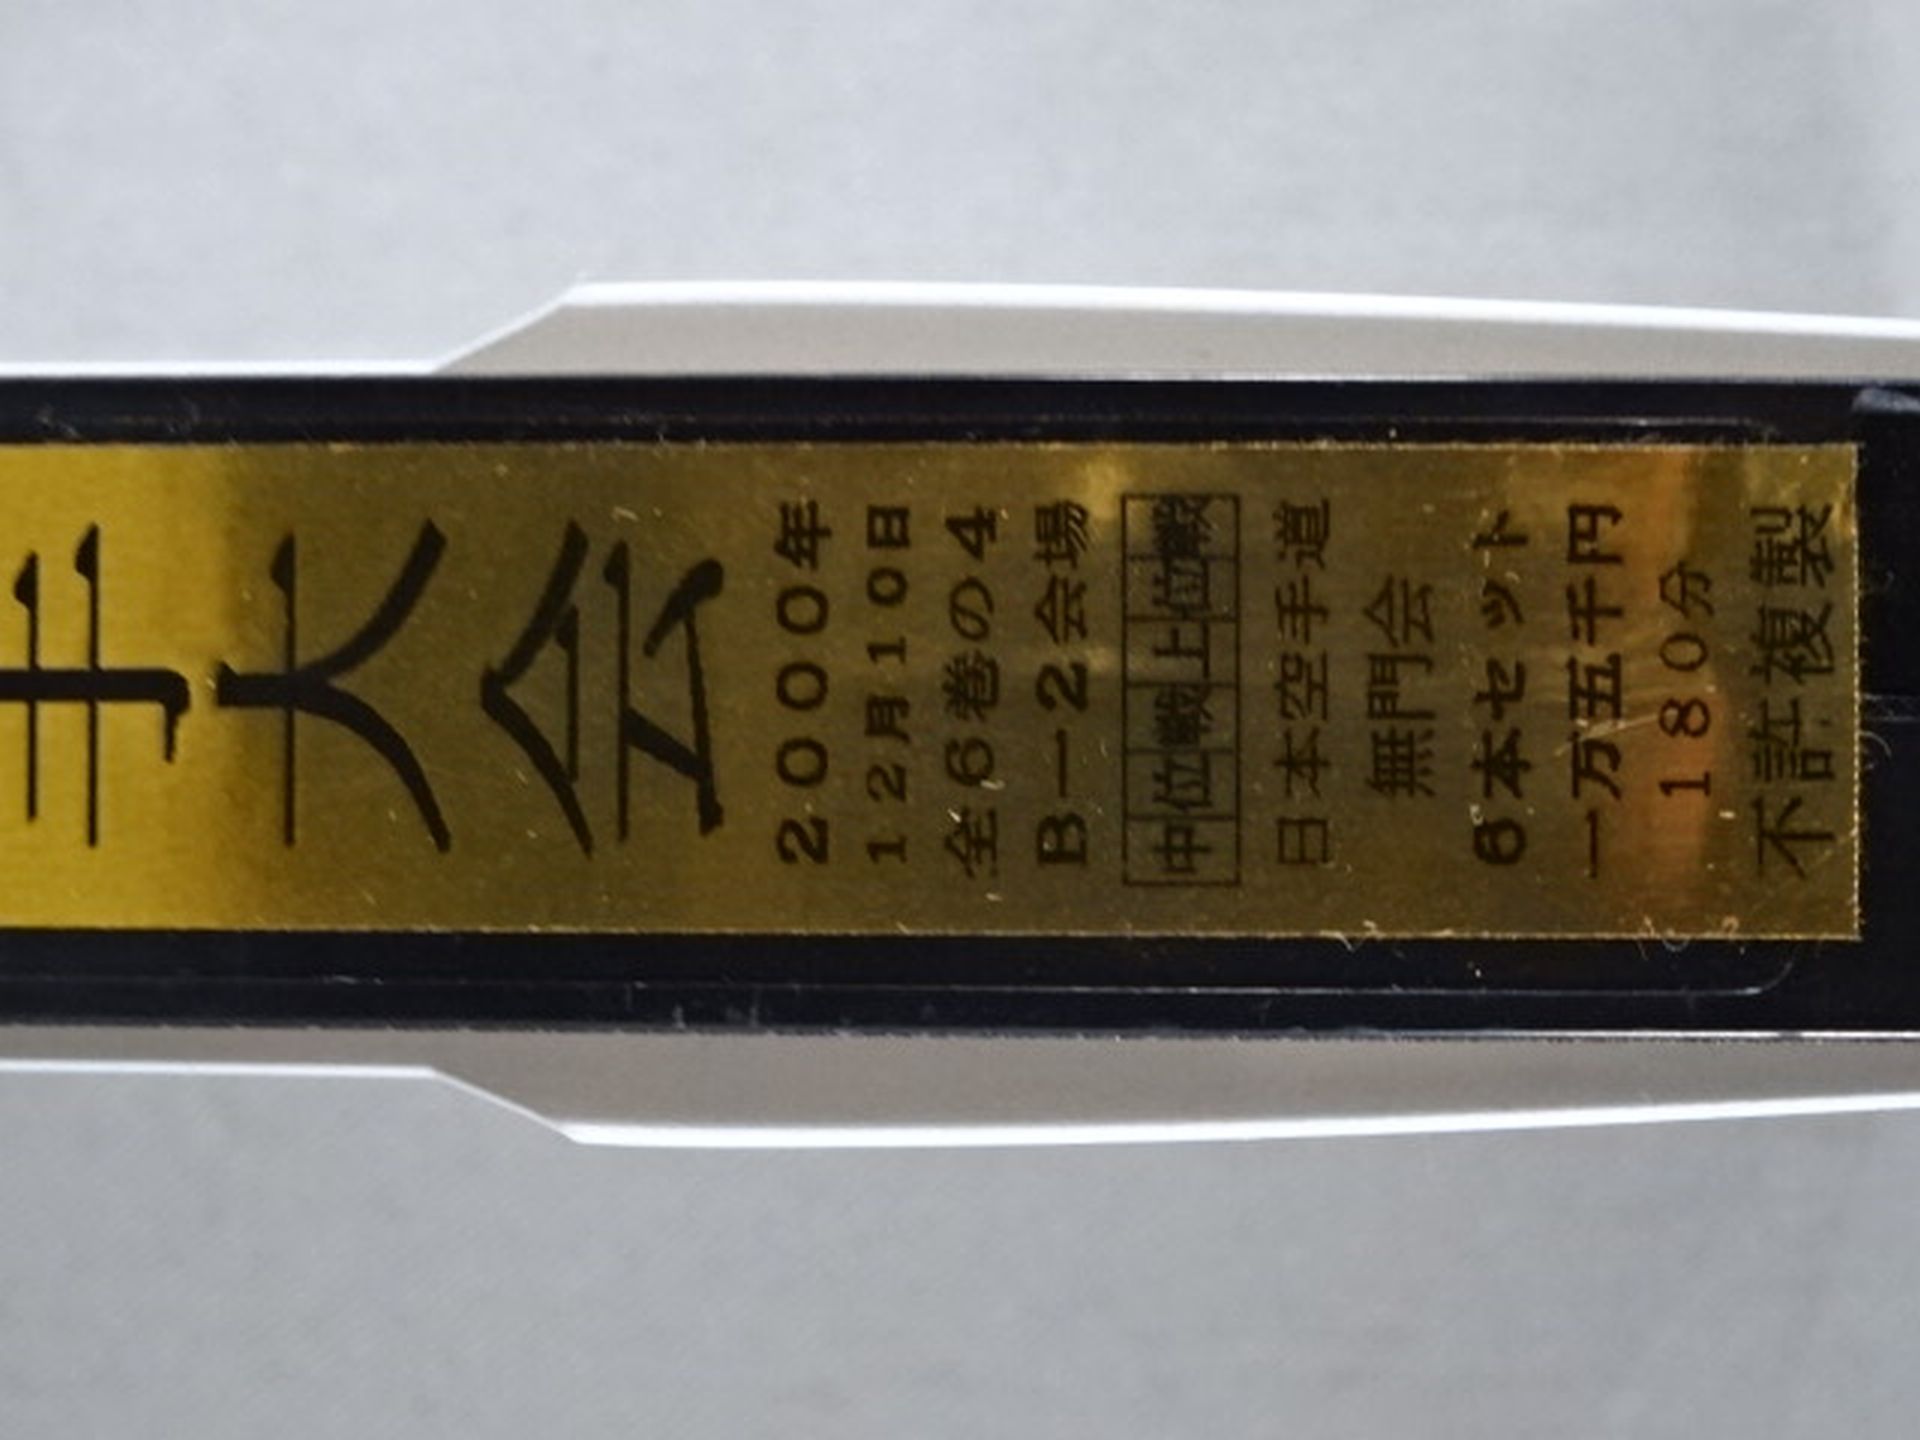 手大会
2000年
12月10日
全6巻の4
B－2会場
中位戦上位戦
日本空手道
無門会
6本セット
一万五千円
180分
不許複製